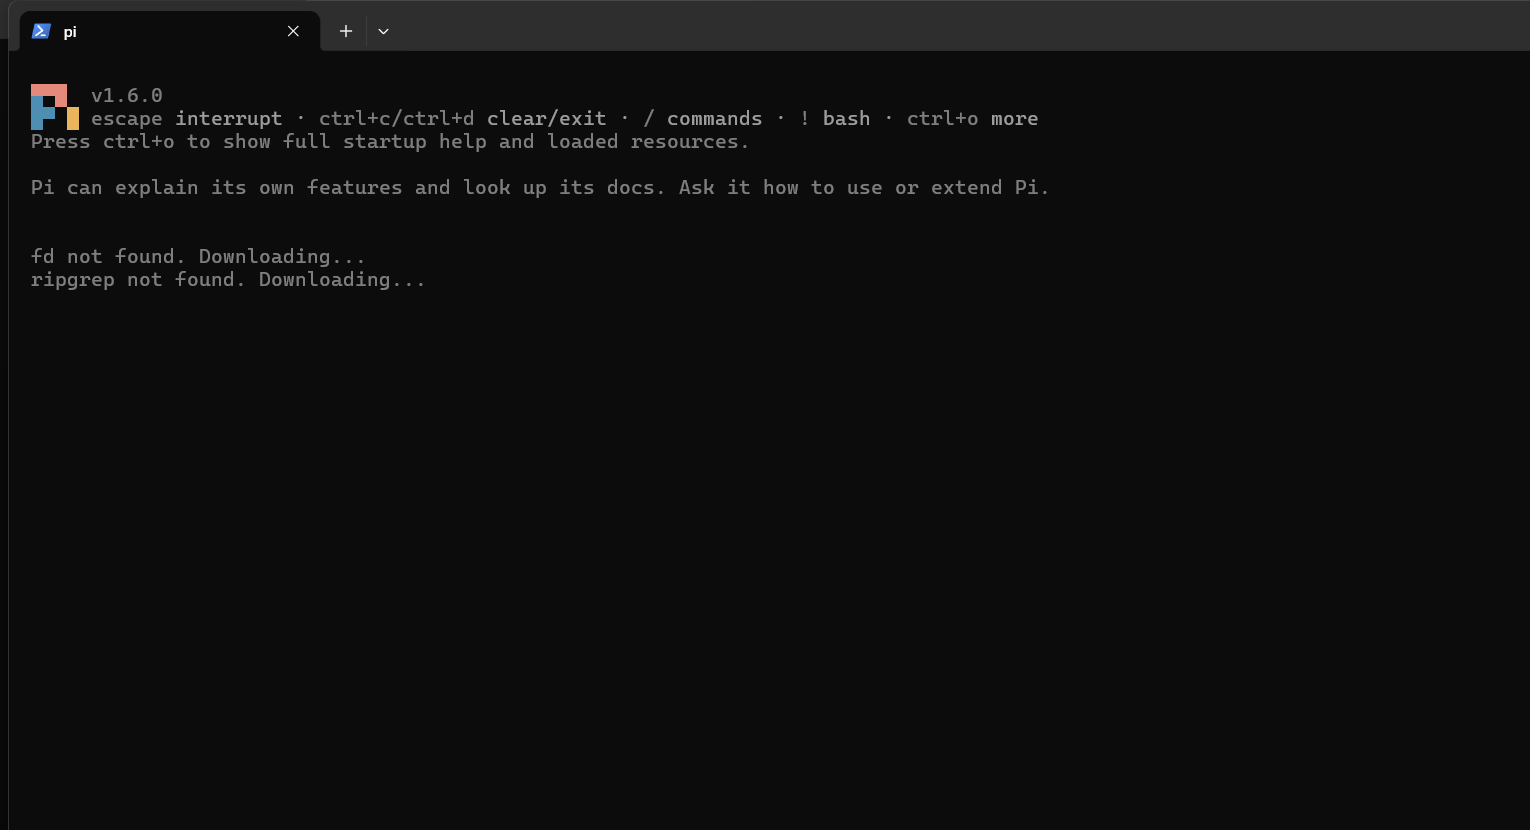 pi
v1.6.0
escape interrupt · ctrl+c/ctrl+d clear/exit · / commands · ! bash · ctrl+o more
Press ctrl+o to show full startup help and loaded resources.
Pi can explain its own features and look up its docs. Ask it how to use or extend Pi.
fd not found. Downloading...
ripgrep not found. Downloading...